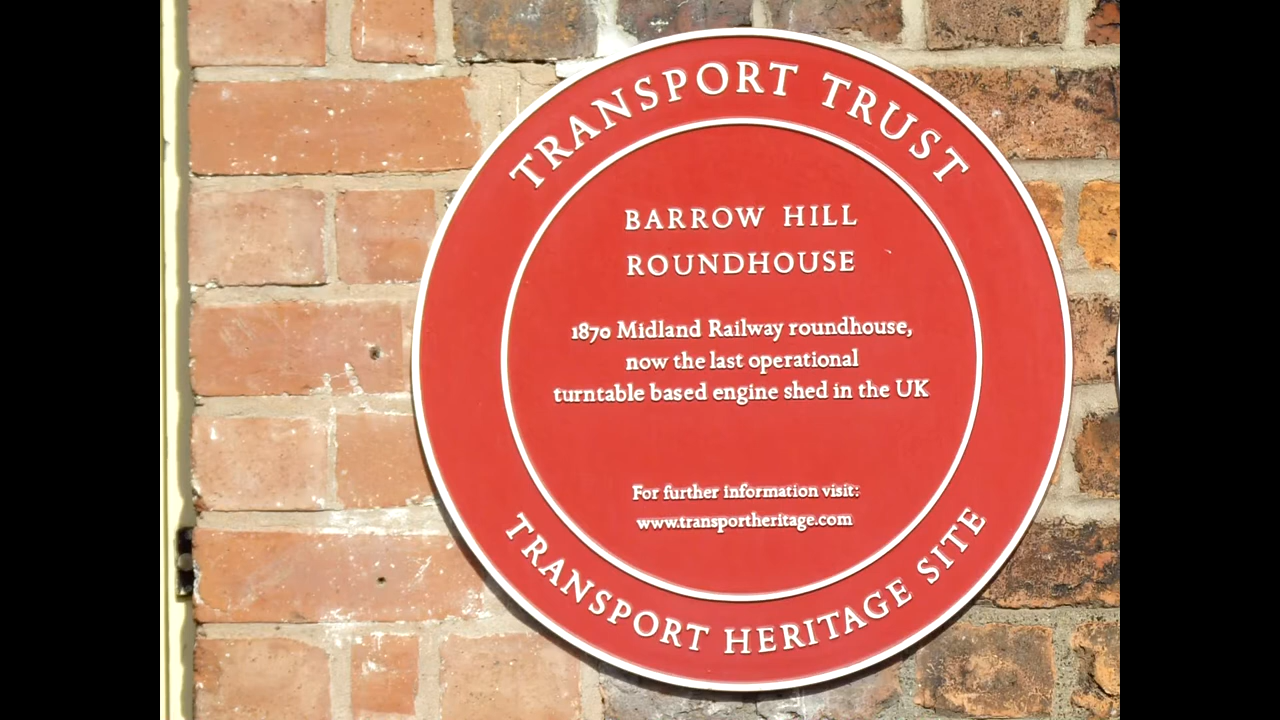 TRANSPORT TRUST
BARROW HILL
ROUNDHOUSE
1870 Midland Railway roundhouse,
now the last operational
turntable based engine shed in the UK
For further information visit:
www.transportheritage.com
TRANSPORT HERITAGE SITE